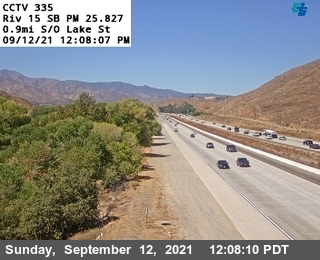 CCTV 335
Riv 15 SB PM 25.827
0.9mi S/O Lake St
09/12/21 12:08:07 PM
Sunday, September 12, 2021 12:08:10 PDT